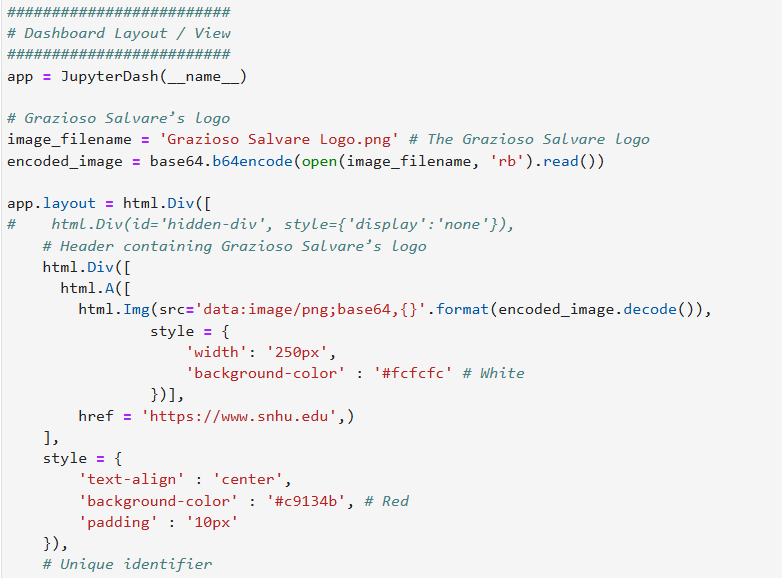 #########################
# Dashboard Layout / View
#########################
app = JupyterDash(__name__)

# Grazioso Salvare’s logo
image_filename = 'Grazioso Salvare Logo.png' # The Grazioso Salvare logo
encoded_image = base64.b64encode(open(image_filename, 'rb').read())

app.layout = html.Div([
#    html.Div(id='hidden-div', style={'display':'none'}),
    # Header containing Grazioso Salvare’s logo
    html.Div([
      html.A([
        html.Img(src='data:image/png;base64,{}'.format(encoded_image.decode()),
                style = {
                    'width': '250px',
                    'background-color' : '#fcfcfc' # White
                })],
        href = 'https://www.snhu.edu',)
    ],
    style = {
        'text-align' : 'center',
        'background-color' : '#c9134b', # Red
        'padding' : '10px'
    }),
    # Unique identifier